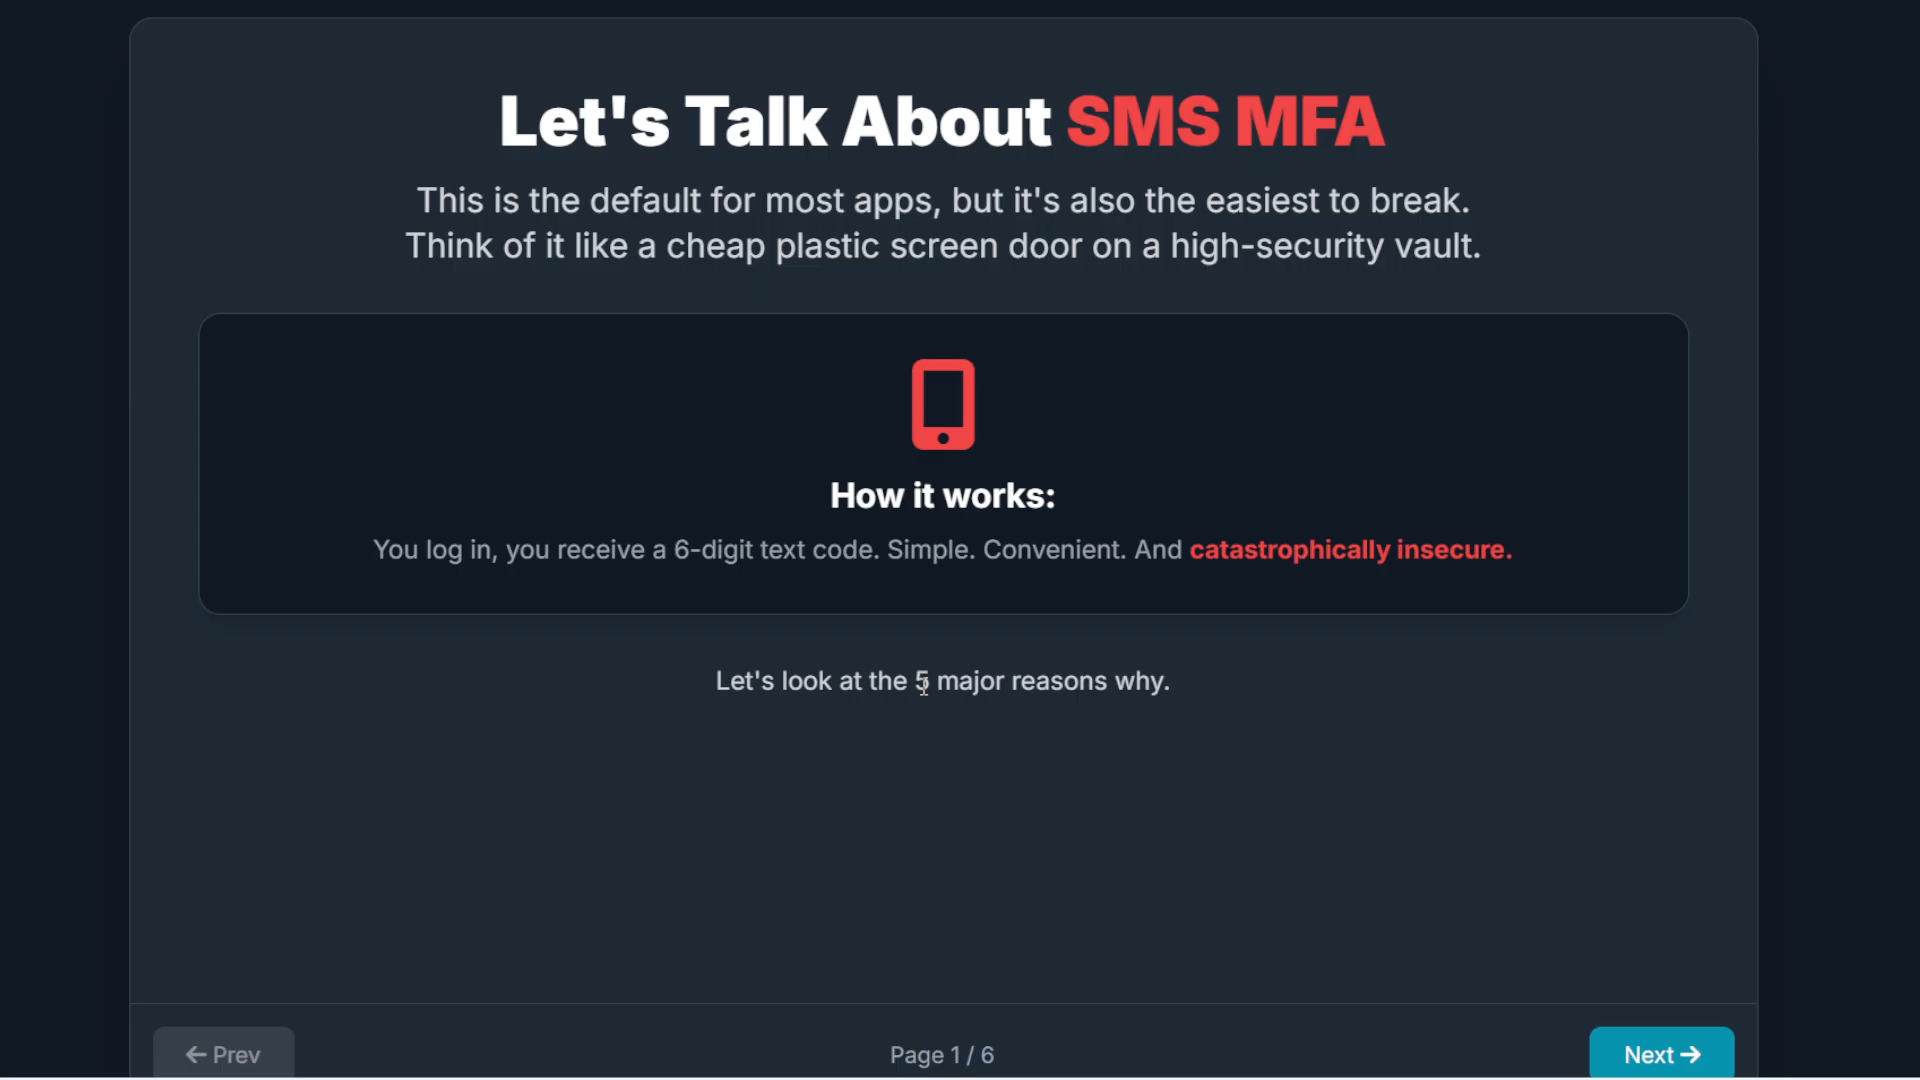 Let's Talk About SMS MFA
This is the default for most apps, but it's also the easiest to break.
Think of it like a cheap plastic screen door on a high-security vault.
How it works:
You log in, you receive a 6-digit text code. Simple. Convenient. And catastrophically insecure.
Let's look at the 5 major reasons why.
← Prev
Page 1 / 6
Next →